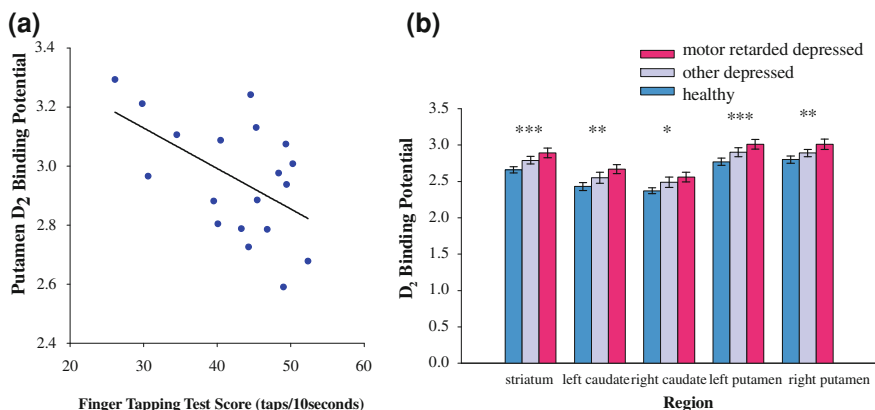 (a)
Putamen D2 Binding Potential
3.4
3.2
3.0
2.8
2.6
2.4
20
30
40
50
60
Finger Tapping Test Score (taps/10seconds)
(b)
motor retarded depressed
other depressed
healthy
D2 Binding Potential
3.5
3.0
2.5
2.0
1.5
1.0
0.5
0.0
***
**
*
***
**
striatum
left caudate
right caudate
left putamen
right putamen
Region